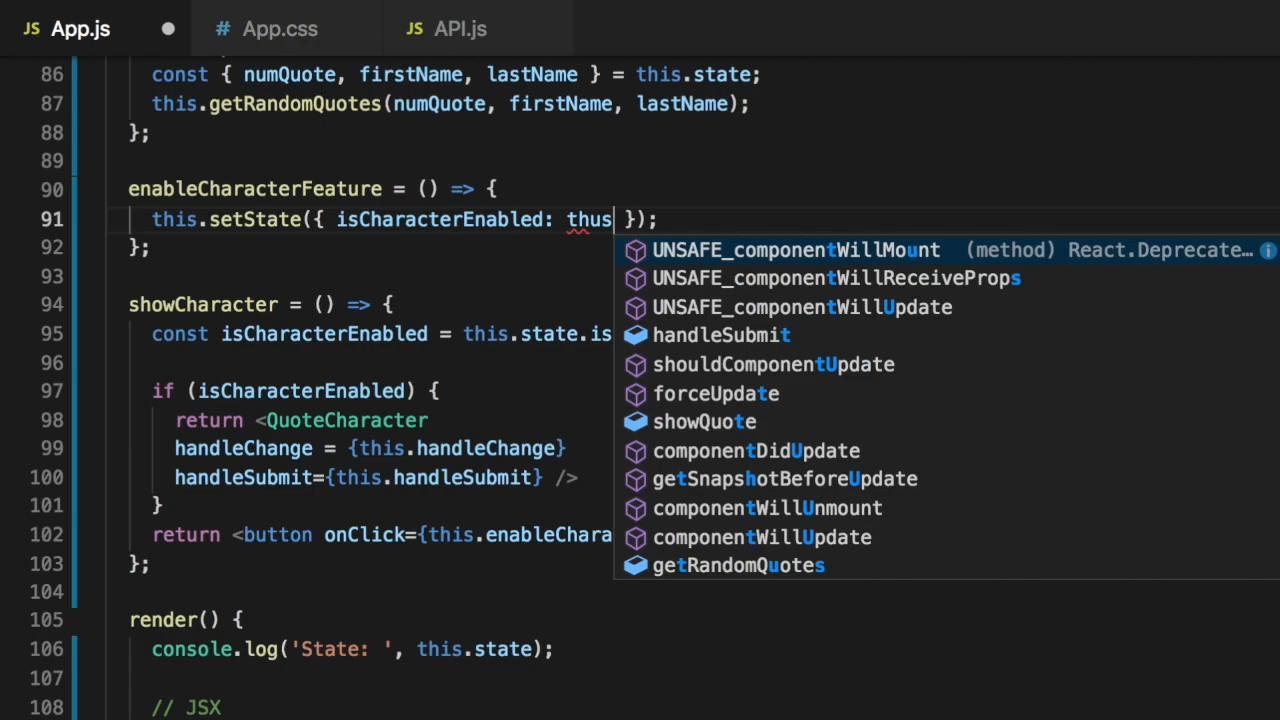 JS App.js # App.css JS API.js
86 const { numQuote, firstName, lastName } = this.state;
87 this.getRandomQuotes(numQuote, firstName, lastName);
88 };
89
90 enableCharacterFeature = () => {
91 this.setState({ isCharacterEnabled: thus });
92 };
UNSAFE_componentWillMount (method) React.Deprecate…
93 UNSAFE_componentWillReceiveProps
94 showCharacter = () => { UNSAFE_componentWillUpdate
95 const isCharacterEnabled = this.state.is handleSubmit
96 shouldComponentUpdate
97 if (isCharacterEnabled) { forceUpdate
98 return <QuoteCharacter showQuote
99 handleChange = {this.handleChange} componentDidUpdate
100 handleSubmit={this.handleSubmit} /> getSnapshotBeforeUpdate
101 } componentWillUnmount
102 return <button onClick={this.enableChara componentWillUpdate
103 }; getRandomQuotes
104
105 render() {
106 console.log('State: ', this.state);
107
108 // JSX